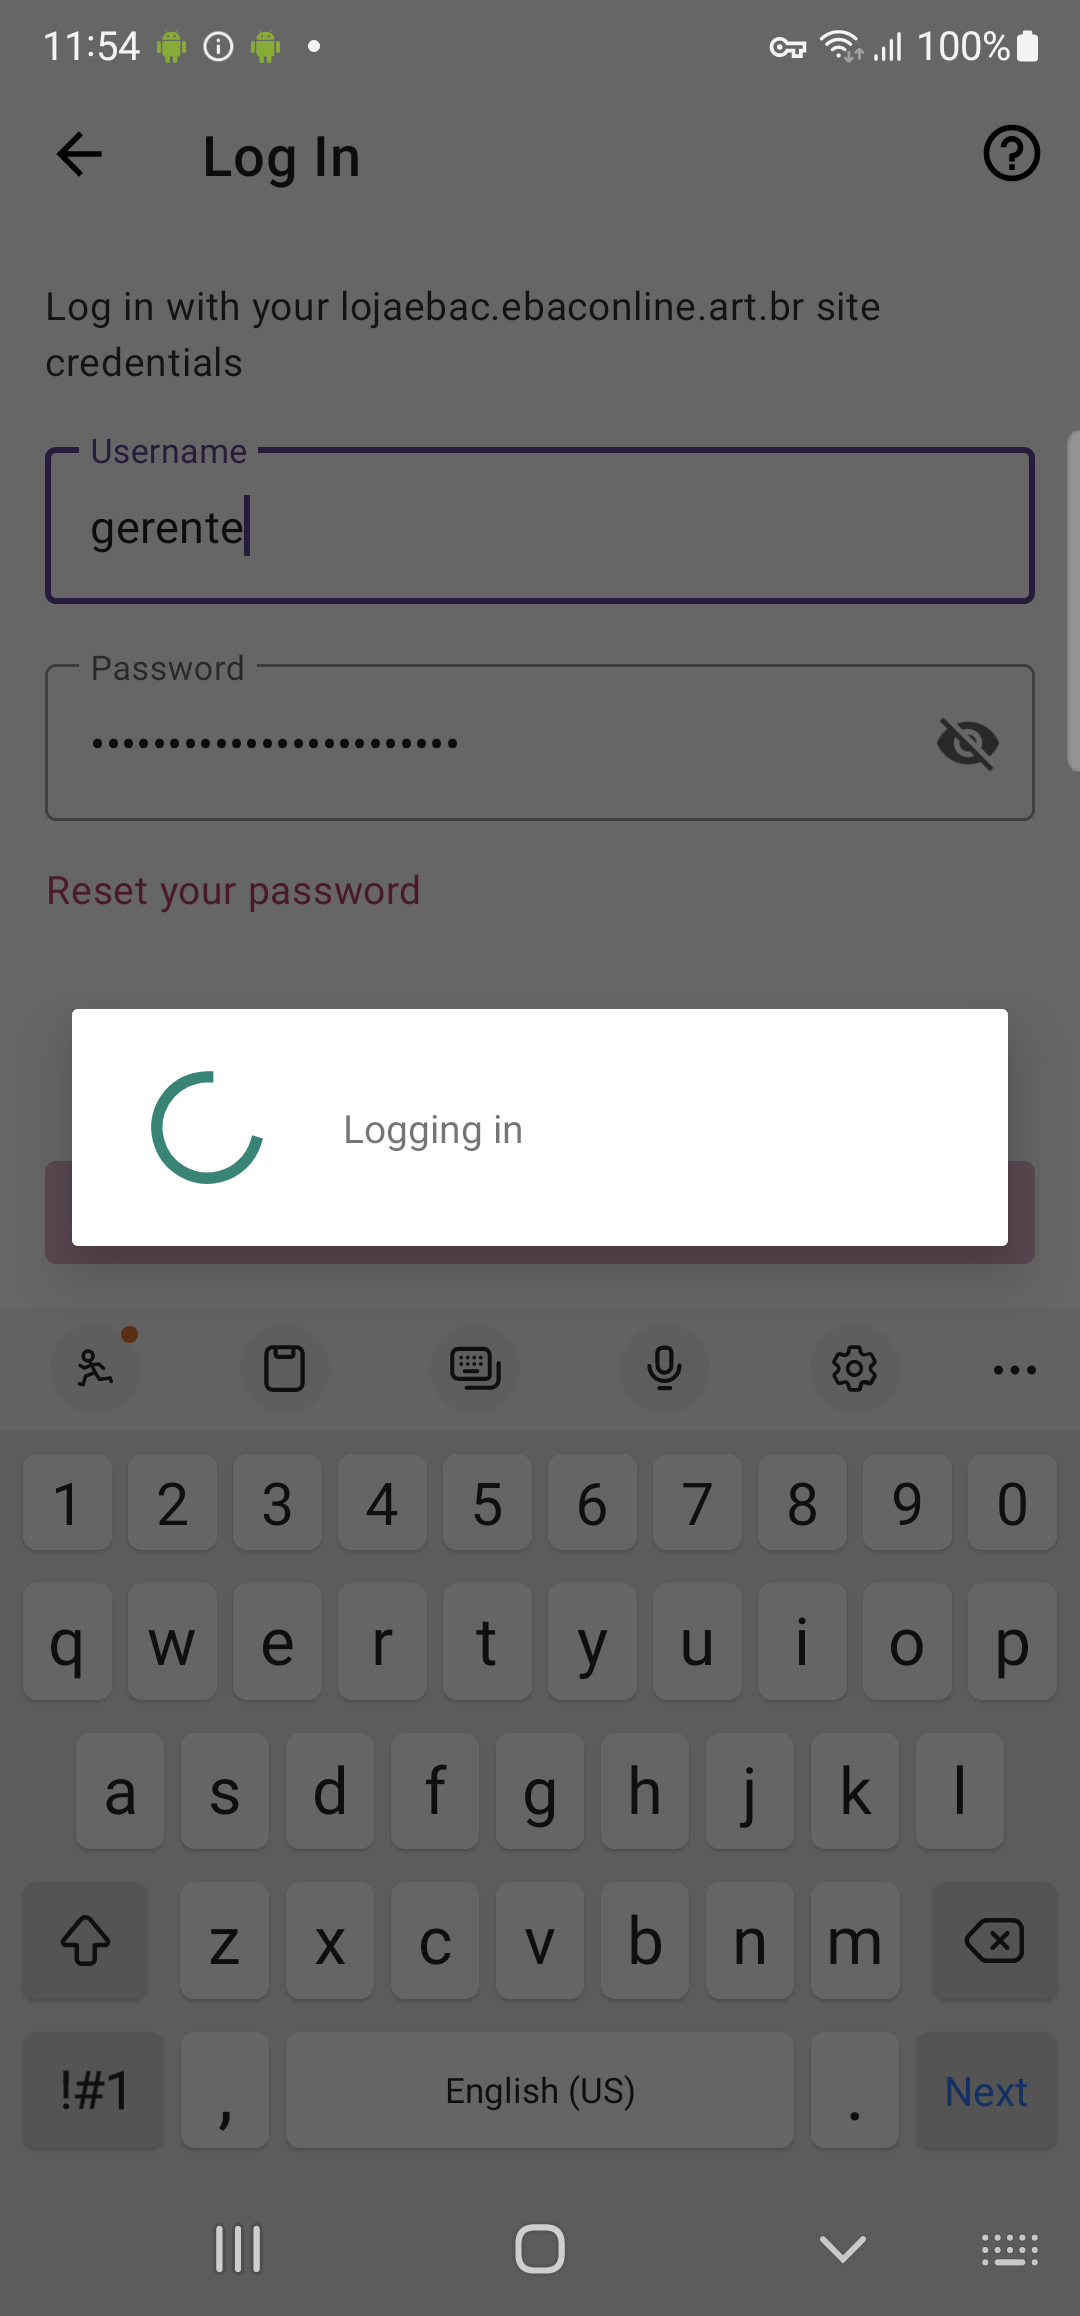 11:54
100%
Log In
Log in with your lojaebac.ebaconline.art.br site
credentials
Username
gerente
Password
••••••••••••••••••••••••
Reset your password
Logging in
1 2 3 4 5 6 7 8 9 0
q w e r t y u i o p
a s d f g h j k l
z x c v b n m
!#1 , English (US) . Next